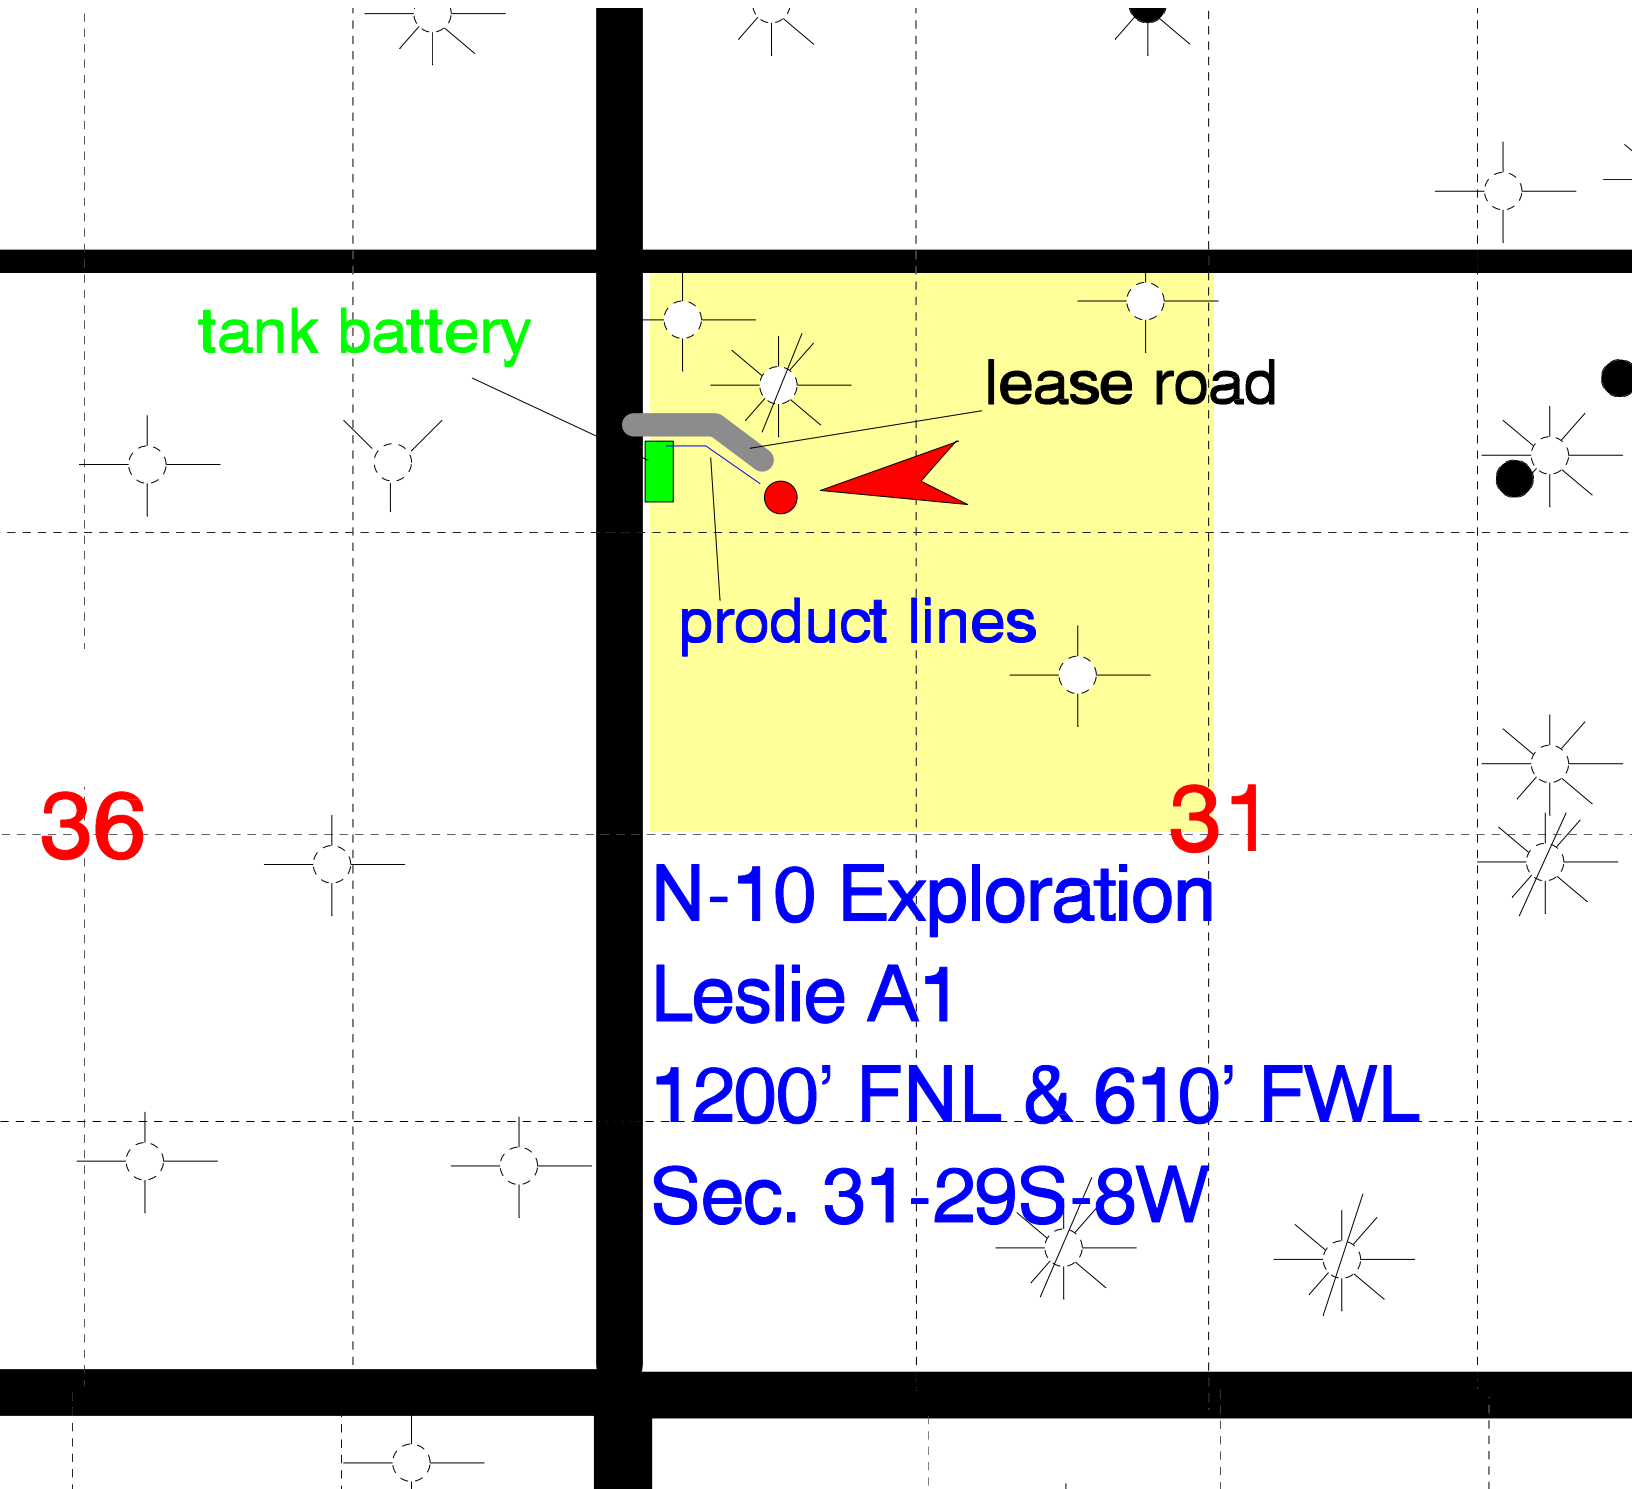 tank battery
lease road
product lines
36
31
N-10 Exploration
Leslie A1
1200’ FNL & 610’ FWL
Sec. 31-29S-8W